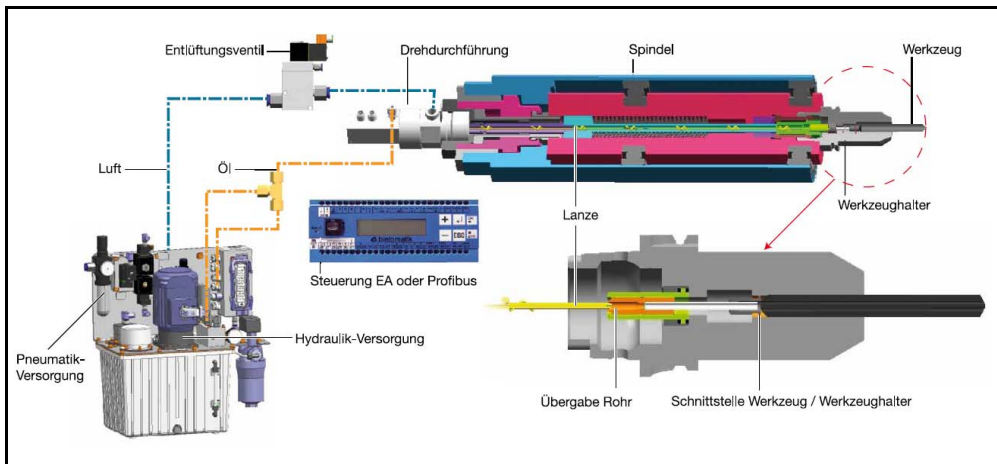 Entlüftungsventil
Drehdurchführung
Spindel
Werkzeug
Luft
Öl
Lanze
Werkzeughalter
Steuerung EA oder Profibus
ESC
Hydraulik-Versorgung
Pneumatik-
Versorgung
Übergabe Rohr
Schnittstelle Werkzeug / Werkzeughalter